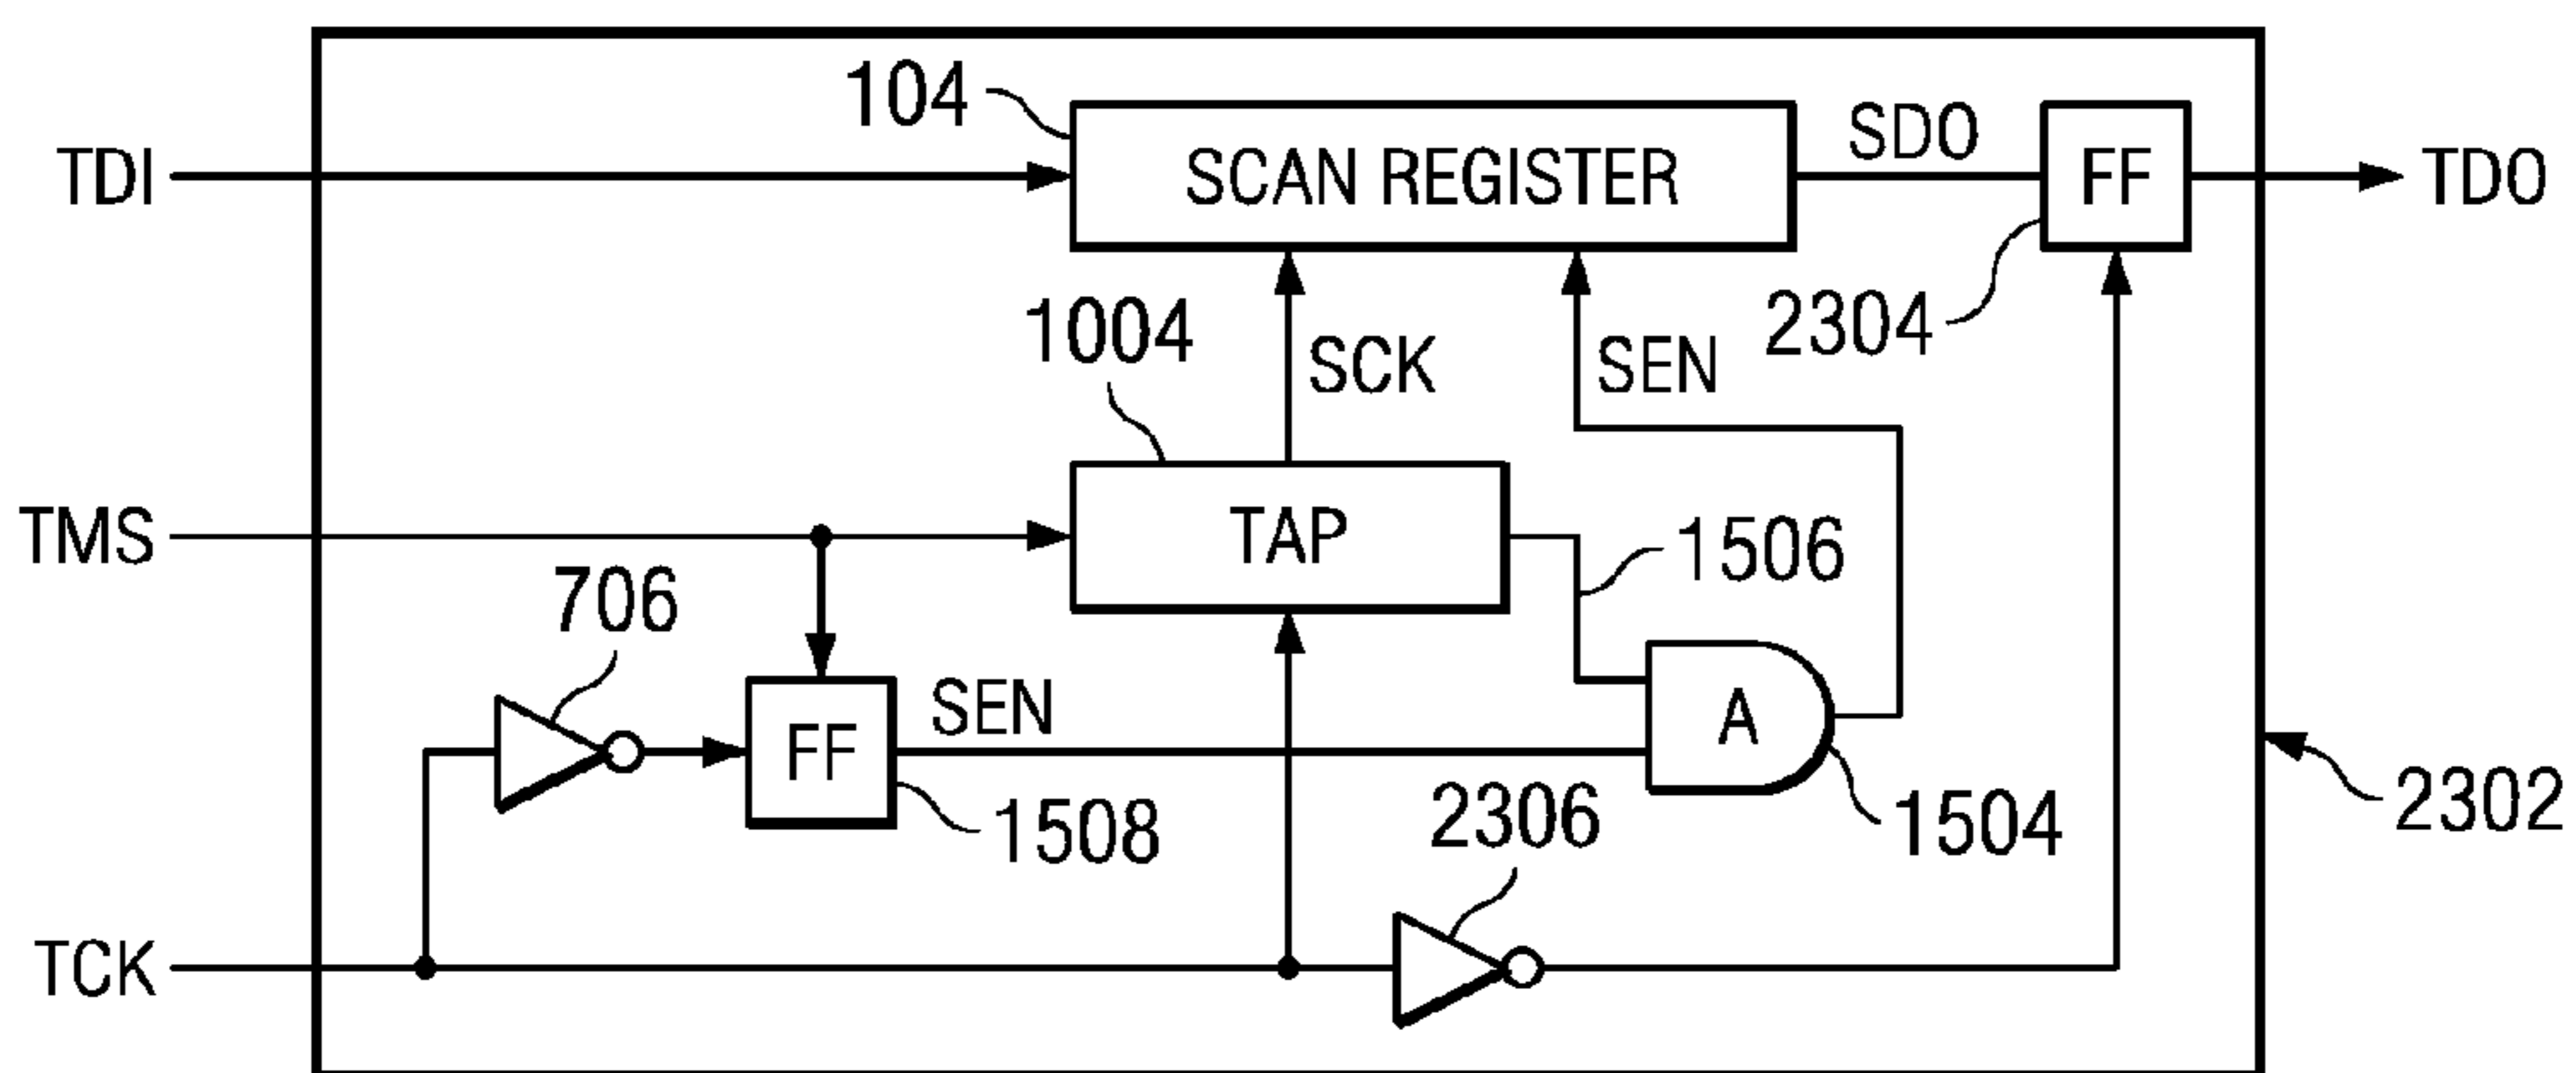 104
SDO
TDI
SCAN REGISTER
FF
TDO
2304
1004
SCK
SEN
TMS
TAP
1506
706
SEN
FF
A
1508
2306
1504
2302
TCK